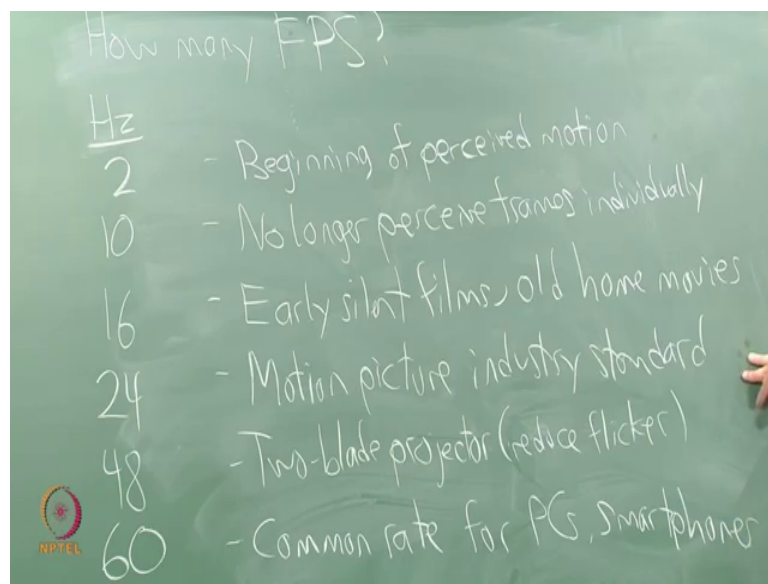 How many FPS?
Hz
2 - Beginning of perceived motion
10 - No longer perceive frames individually
16 - Early silent films, old home movies
24 - Motion picture industry standard
48 - Two-blade projector (reduce flicker)
60 - Common rate for PCs, smartphones
NPTEL